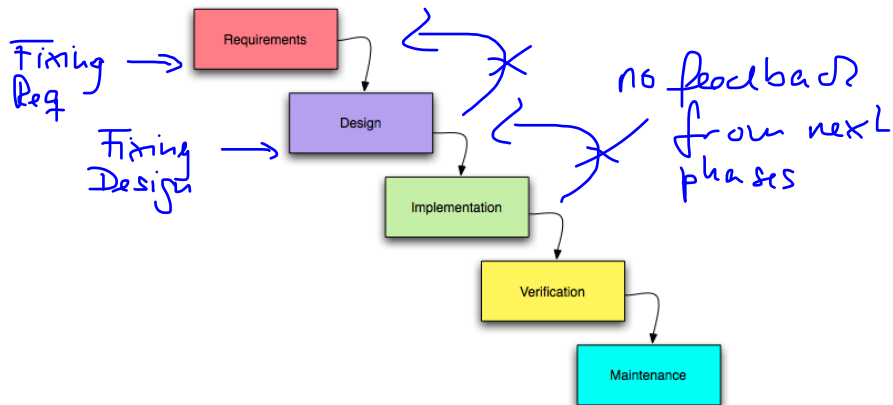 Requirements
Fixing
Req
no feedback
from next
phases
Design
Fixing
Design
Implementation
Verification
Maintenance